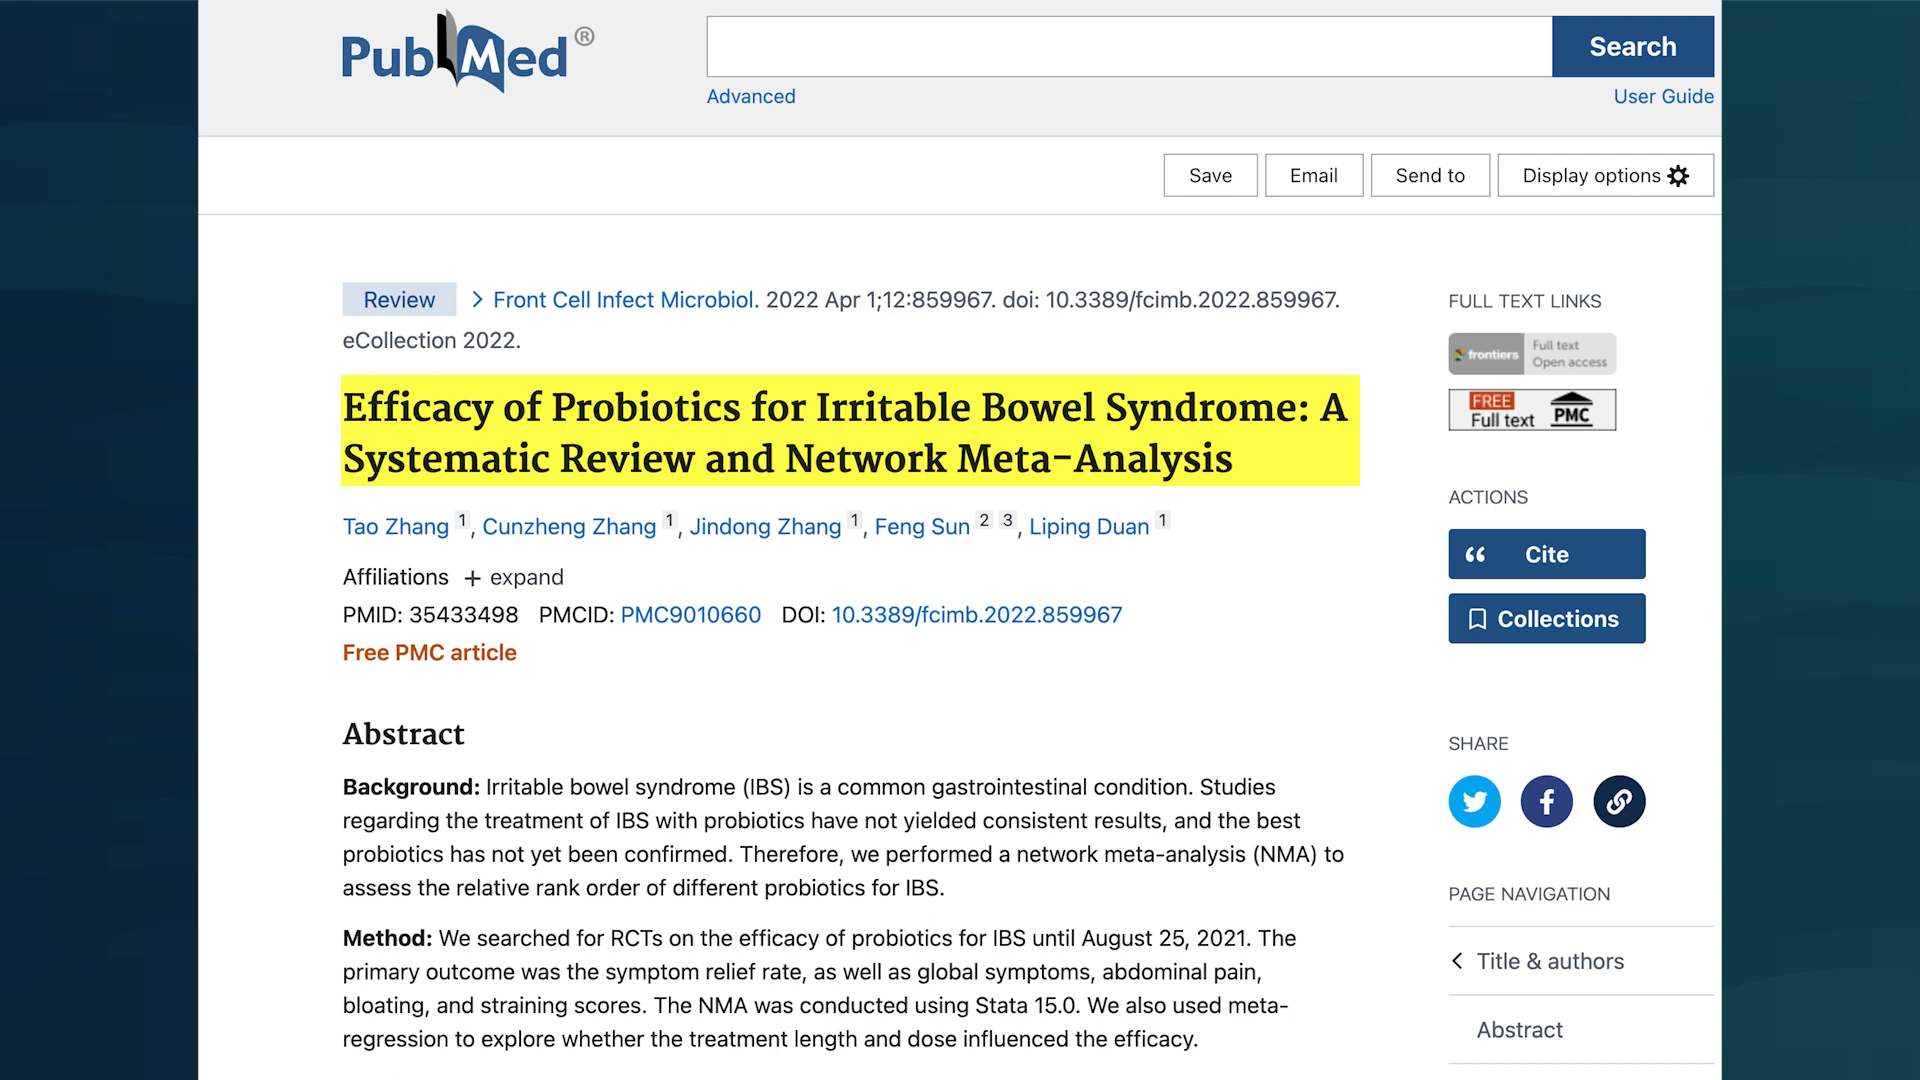 PubMed®
Search
Advanced
User Guide
Save
Email
Send to
Display options
Review
Front Cell Infect Microbiol. 2022 Apr 1;12:859967. doi: 10.3389/fcimb.2022.859967.
eCollection 2022.
Efficacy of Probiotics for Irritable Bowel Syndrome: A
Systematic Review and Network Meta-Analysis
Tao Zhang 1, Cunzheng Zhang 1, Jindong Zhang 1, Feng Sun 2 3, Liping Duan 1
Affiliations + expand
PMID: 35433498 PMCID: PMC9010660 DOI: 10.3389/fcimb.2022.859967
Free PMC article
Abstract
Background: Irritable bowel syndrome (IBS) is a common gastrointestinal condition. Studies
regarding the treatment of IBS with probiotics have not yielded consistent results, and the best
probiotics has not yet been confirmed. Therefore, we performed a network meta-analysis (NMA) to
assess the relative rank order of different probiotics for IBS.
Method: We searched for RCTs on the efficacy of probiotics for IBS until August 25, 2021. The
primary outcome was the symptom relief rate, as well as global symptoms, abdominal pain,
bloating, and straining scores. The NMA was conducted using Stata 15.0. We also used meta-
regression to explore whether the treatment length and dose influenced the efficacy.
FULL TEXT LINKS
frontiers
Full text
Open access
FREE
Full text
PMC
ACTIONS
Cite
Collections
SHARE
PAGE NAVIGATION
Title & authors
Abstract